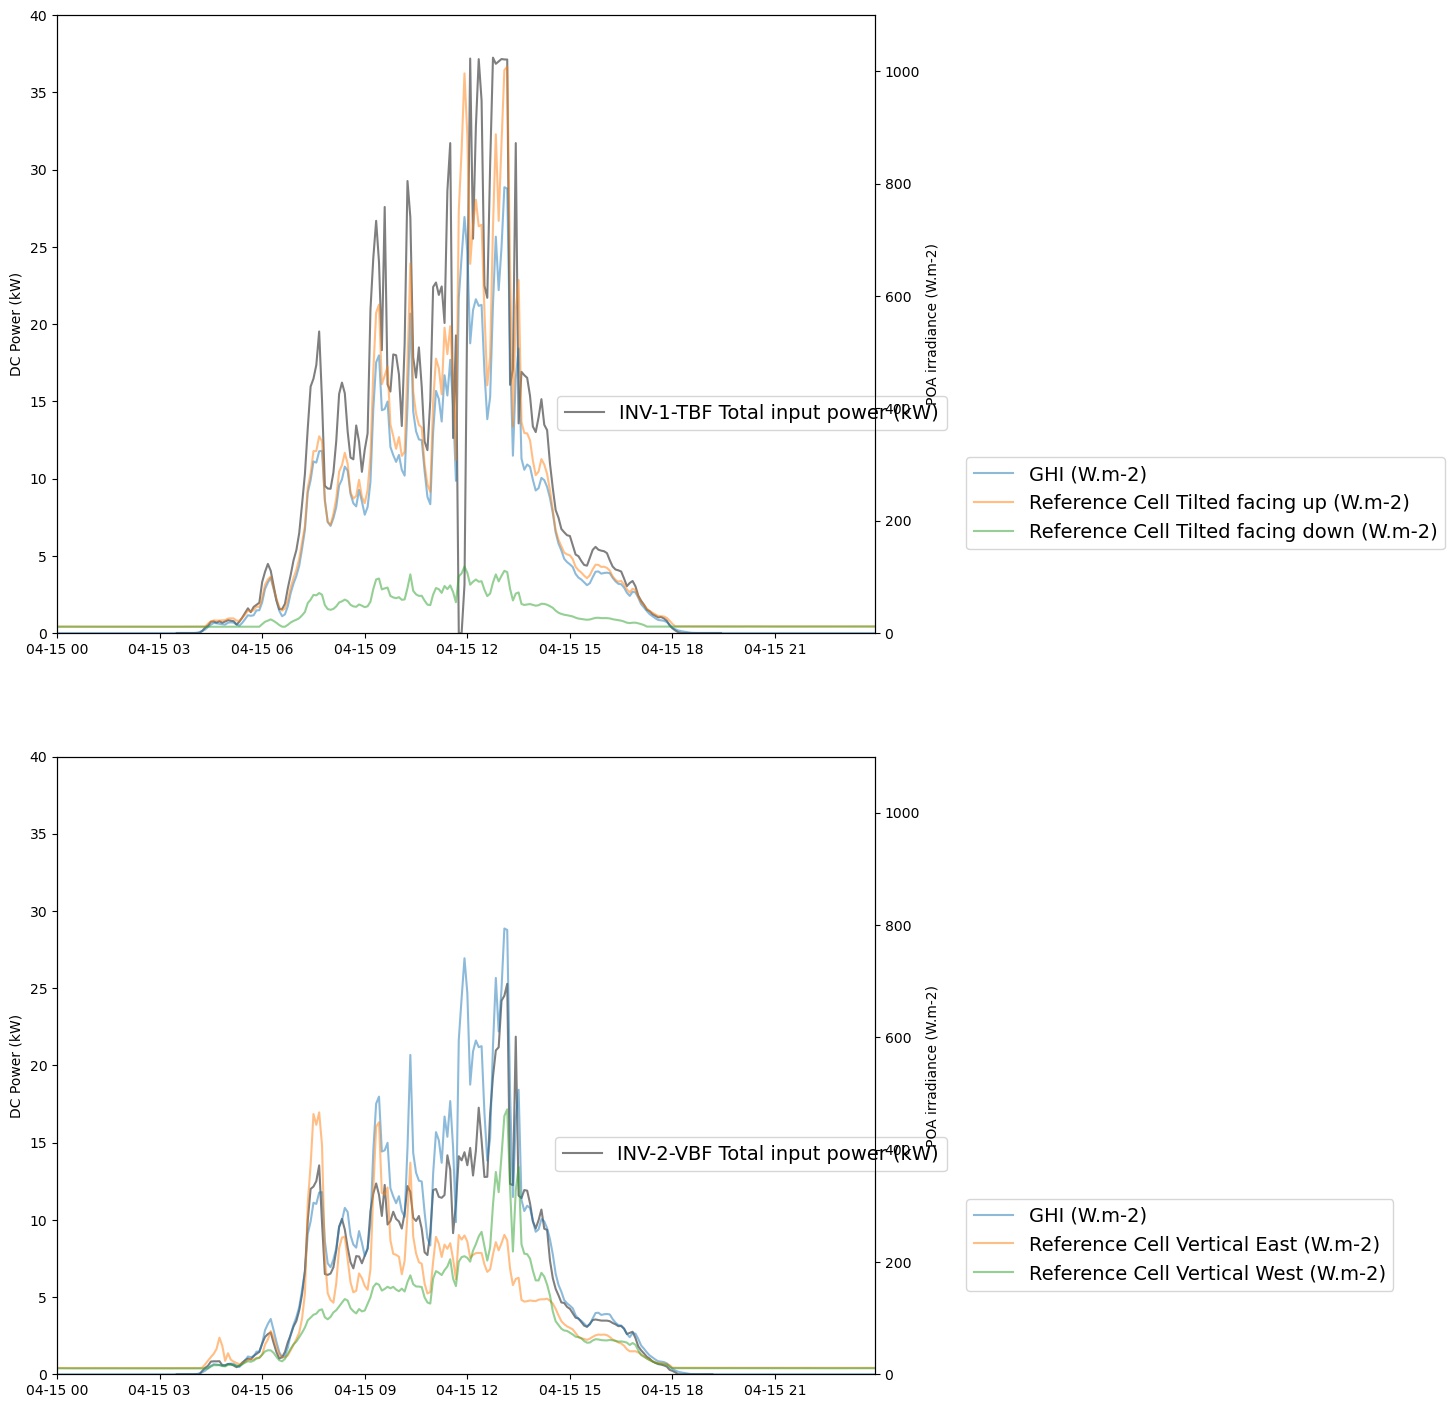 40
35
30
25
20
15
10
5
0
DC Power (kW)
1000
800
600
400
200
0
POA irradiance (W.m-2)
INV-1-TBF Total input power (kW)
GHI (W.m-2)
Reference Cell Tilted facing up (W.m-2)
Reference Cell Tilted facing down (W.m-2)
04-15 00 04-15 03 04-15 06 04-15 09 04-15 12 04-15 15 04-15 18 04-15 21
40
35
30
25
20
15
10
5
0
DC Power (kW)
1000
800
600
400
200
0
POA irradiance (W.m-2)
INV-2-VBF Total input power (kW)
GHI (W.m-2)
Reference Cell Vertical East (W.m-2)
Reference Cell Vertical West (W.m-2)
04-15 00 04-15 03 04-15 06 04-15 09 04-15 12 04-15 15 04-15 18 04-15 21